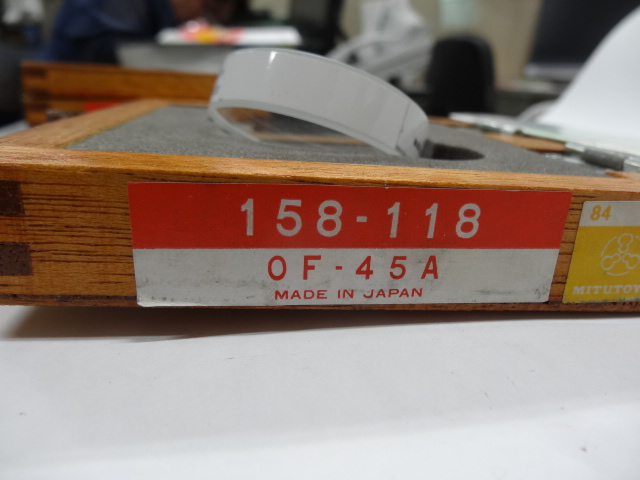 158-118
OF-45A
MADE IN JAPAN
84
MITUTOY